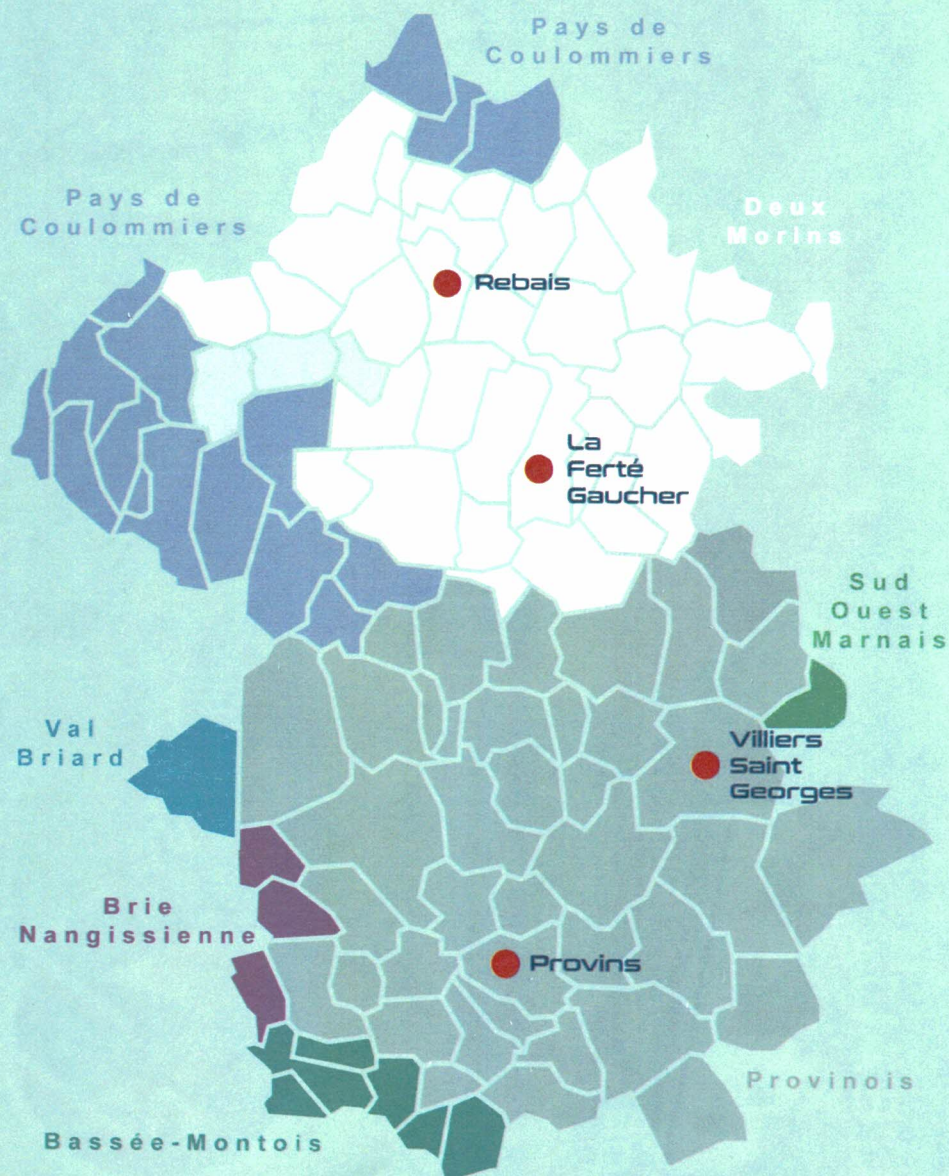 Pays de
Coulommiers
Pays de
Coulommiers
Deux
Morins
Rebais
La
Ferté
Gaucher
Sud
Ouest
Marnais
Val
Briard
Villiers
Saint
Georges
Brie
Nangissienne
Provins
Provinois
Bassée-Montois